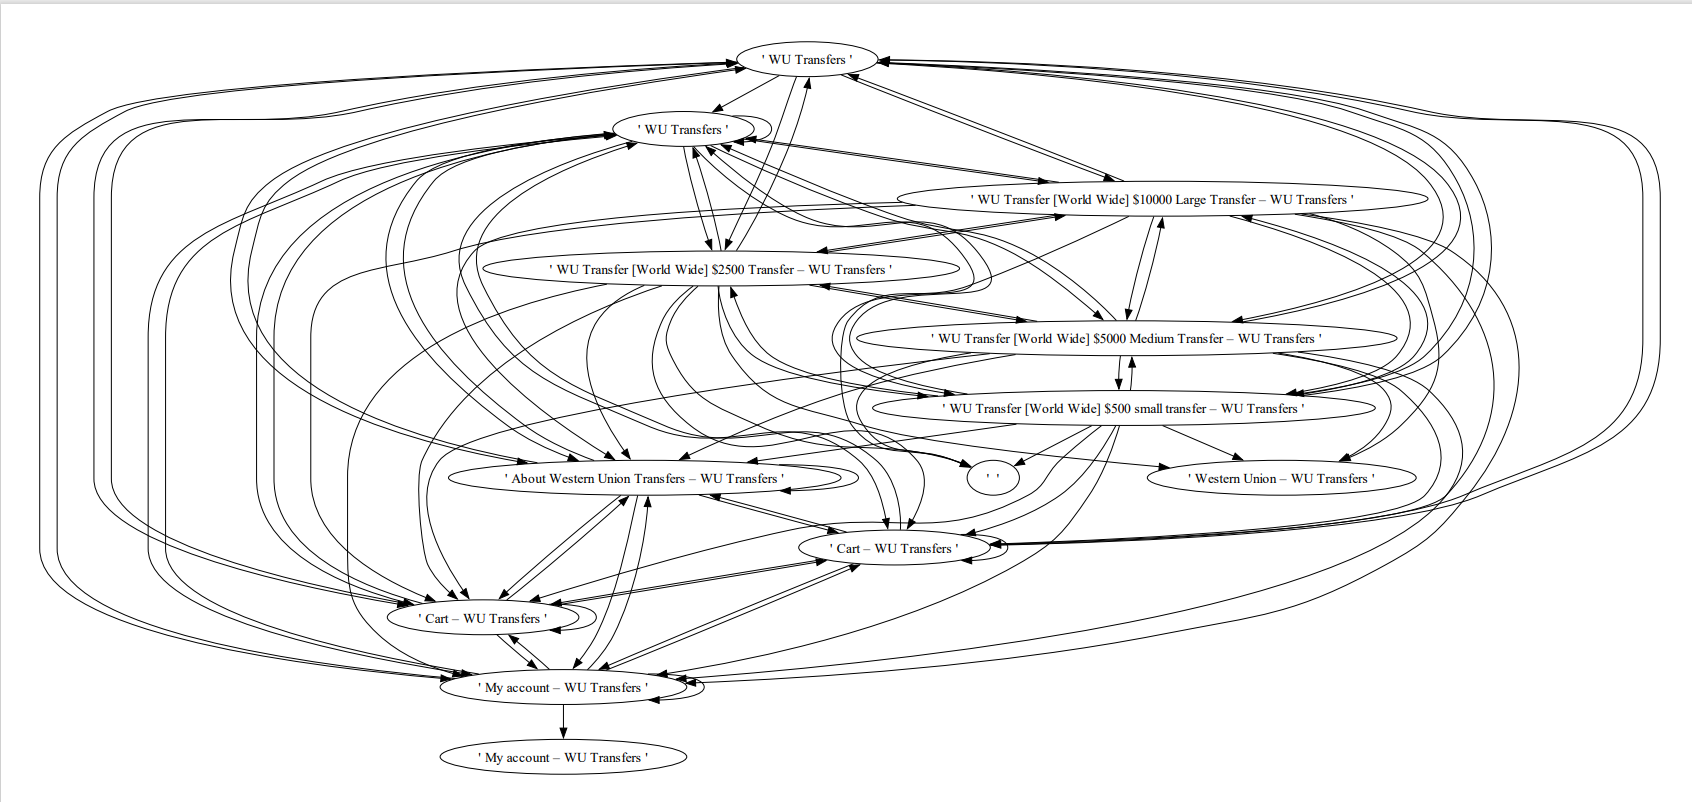 ' WU Transfers '
' WU Transfers '
' WU Transfer [World Wide] $10000 Large Transfer – WU Transfers '
' WU Transfer [World Wide] $2500 Transfer – WU Transfers '
' WU Transfer [World Wide] $5000 Medium Transfer – WU Transfers '
' WU Transfer [World Wide] $500 small transfer – WU Transfers '
' About Western Union Transfers – WU Transfers '
' '
' Western Union – WU Transfers '
' Cart – WU Transfers '
' Cart – WU Transfers '
' My account – WU Transfers '
' My account – WU Transfers '